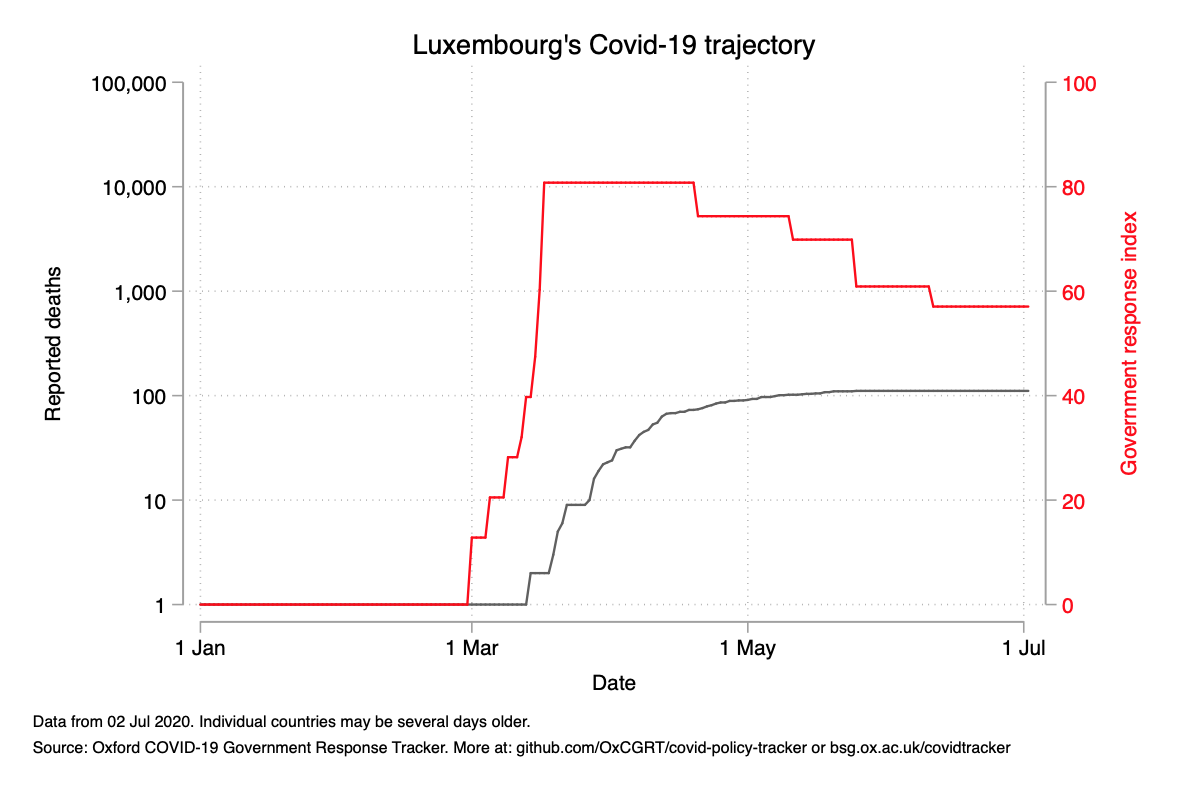 Luxembourg's Covid-19 trajectory
100,000
10,000
1,000
100
10
1
Reported deaths
100
80
60
40
20
0
Government response index
1 Jan
1 Mar
1 May
1 Jul
Date
Data from 02 Jul 2020. Individual countries may be several days older.
Source: Oxford COVID-19 Government Response Tracker. More at: github.com/OxCGRT/covid-policy-tracker or bsg.ox.ac.uk/covidtracker